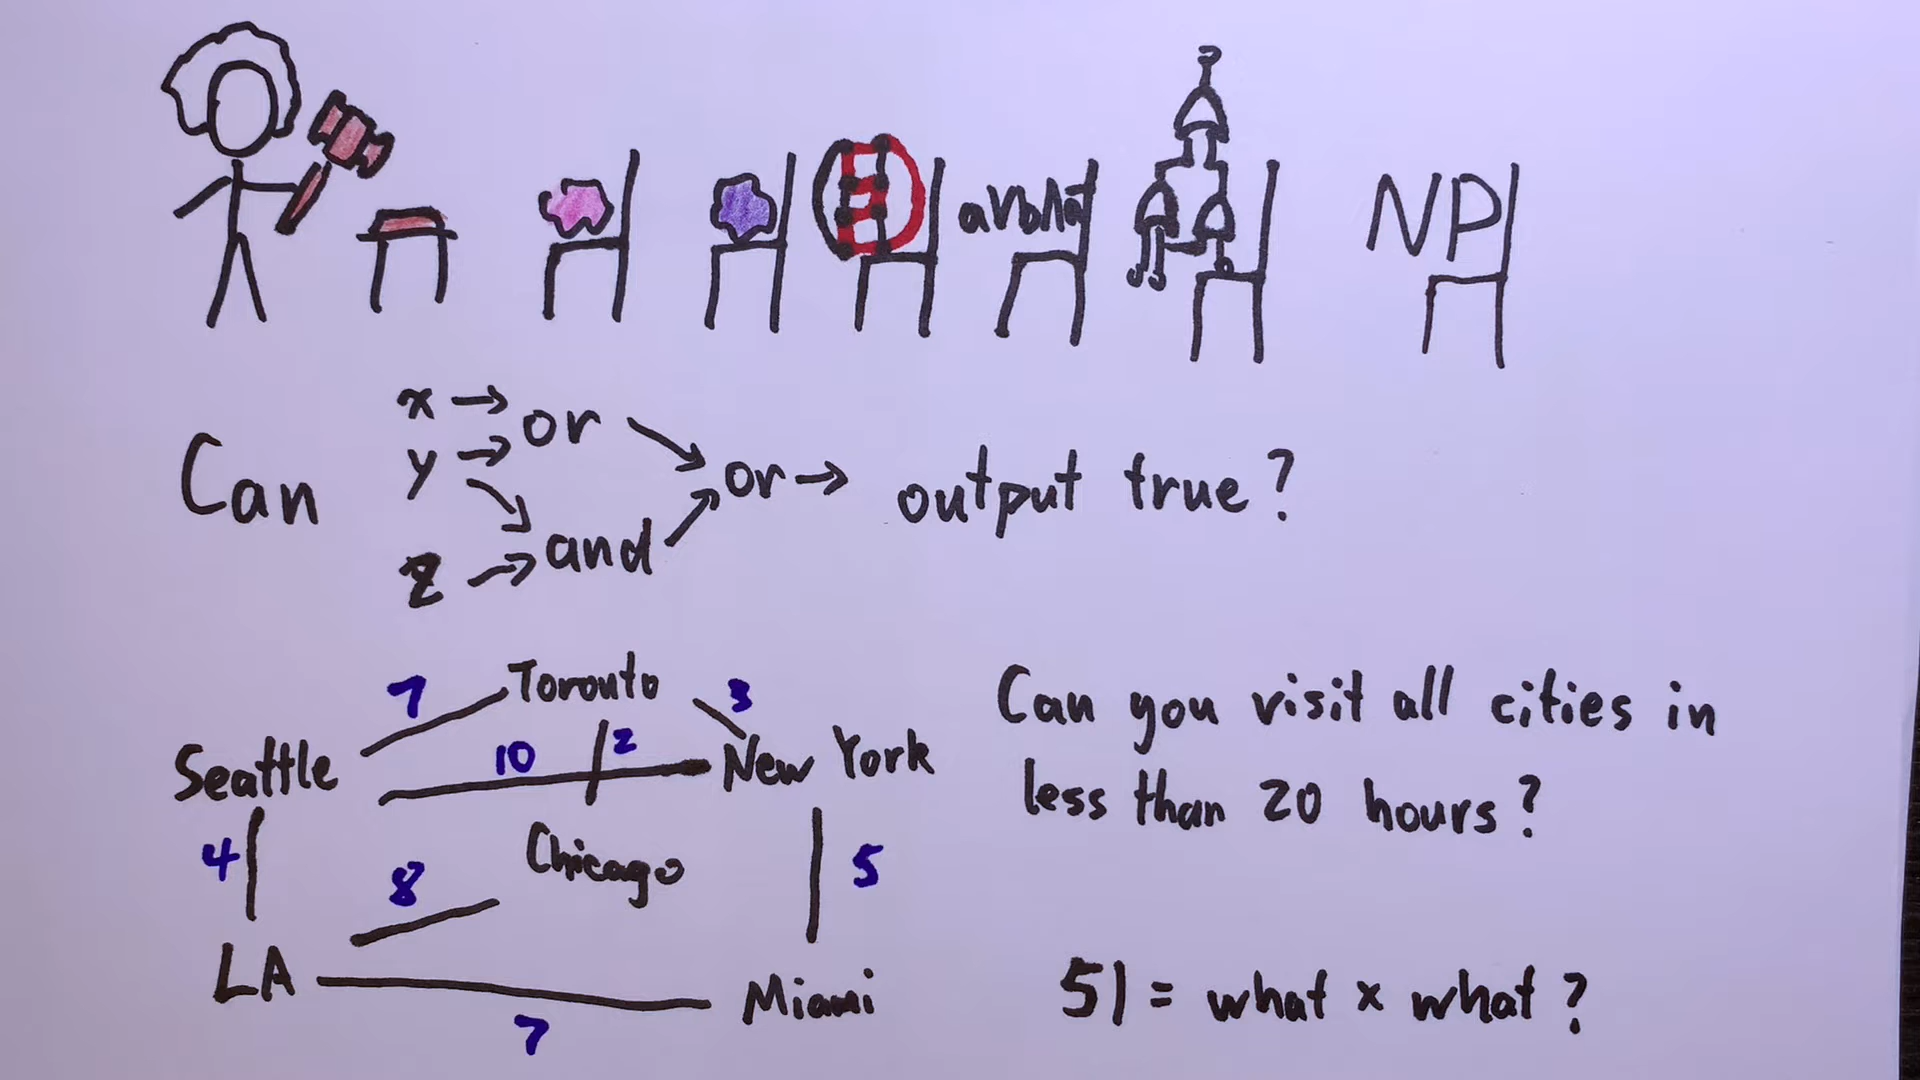 NP
Can
x → or
y → or → output true?
z → and
7 Toronto 3
Seattle 10 2 New York
4 8 Chicago 5
LA Miami
7
Can you visit all cities in
less than 20 hours?
51 = what x what?